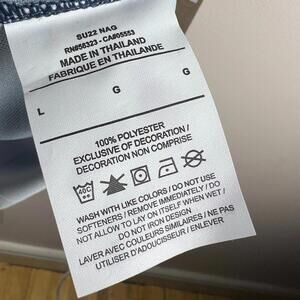 SU22 NAG
RN#56323 - CA#05553
MADE IN THAILAND
FABRIQUE EN THAILANDE
L G G
100% POLYESTER
EXCLUSIVE OF DECORATION /
DECORATION NON COMPRISE
40C
WASH WITH LIKE COLORS / DO NOT USE
SOFTENERS / REMOVE IMMEDIATELY / DO
NOT ALLOW TO LAY ON ITSELF WHEN WET /
DO NOT IRON DESIGN
LAVER AVEC COULEURS SIMILAIRES / NE PAS
UTILISER D'ADOUCISSEUR / ENLEVER